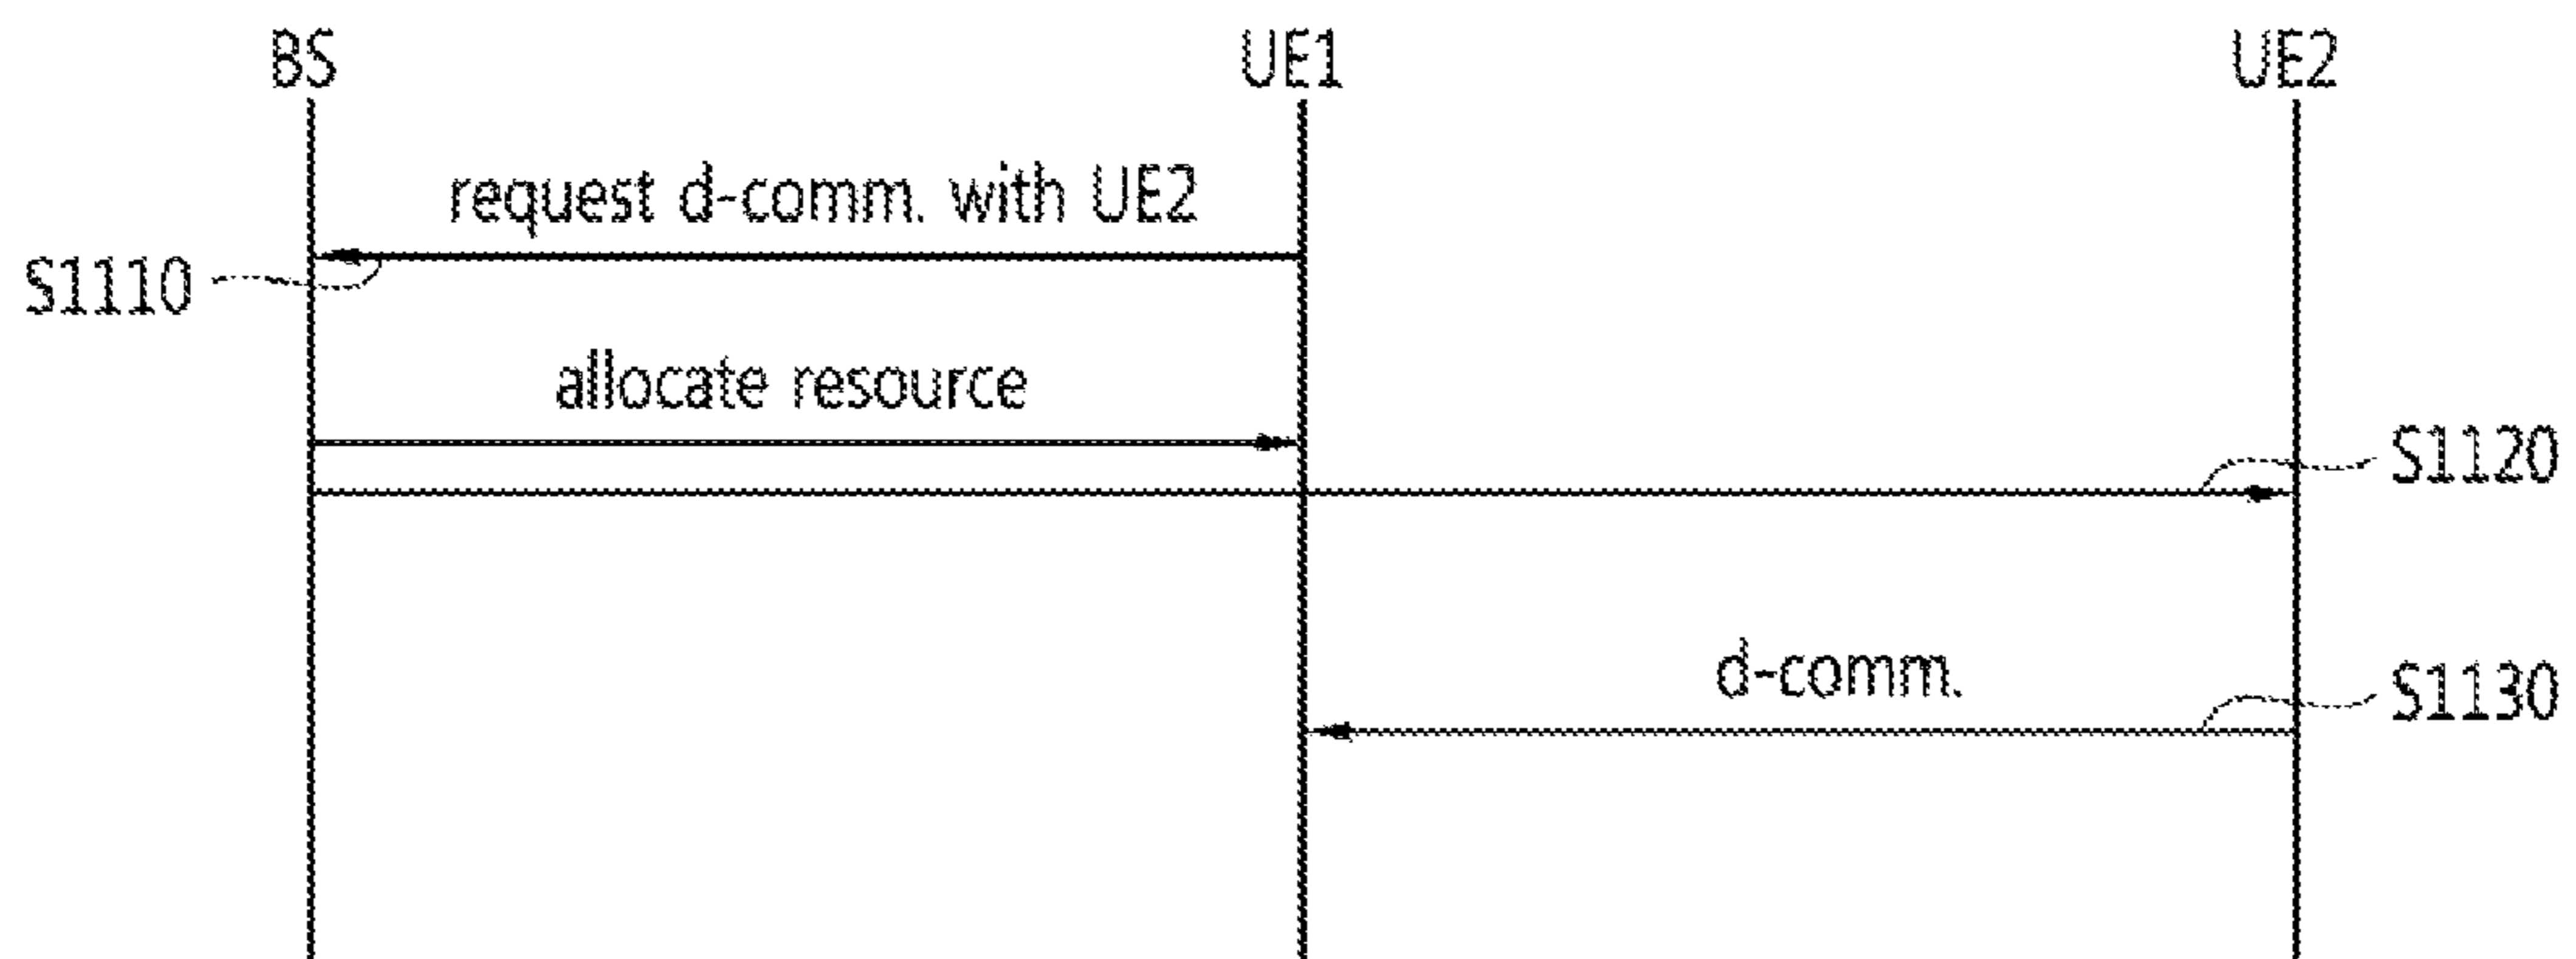 BS UE1 UE2
request d-comm. with UE2
S1110
allocate resource
S1120
d-comm.
S1130